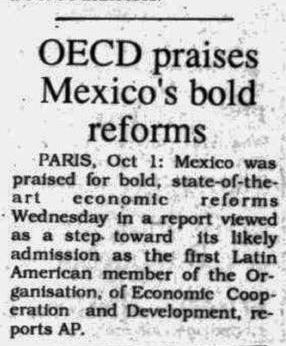 OECD praises
Mexico's bold
reforms
PARIS, Oct 1: Mexico was
praised for bold, state-of-the-
art economic reforms
Wednesday in a report viewed
as a step toward its likely
admission as the first Latin
American member of the Or-
ganisation, of Economic Coop-
eration and Development, re-
ports AP.